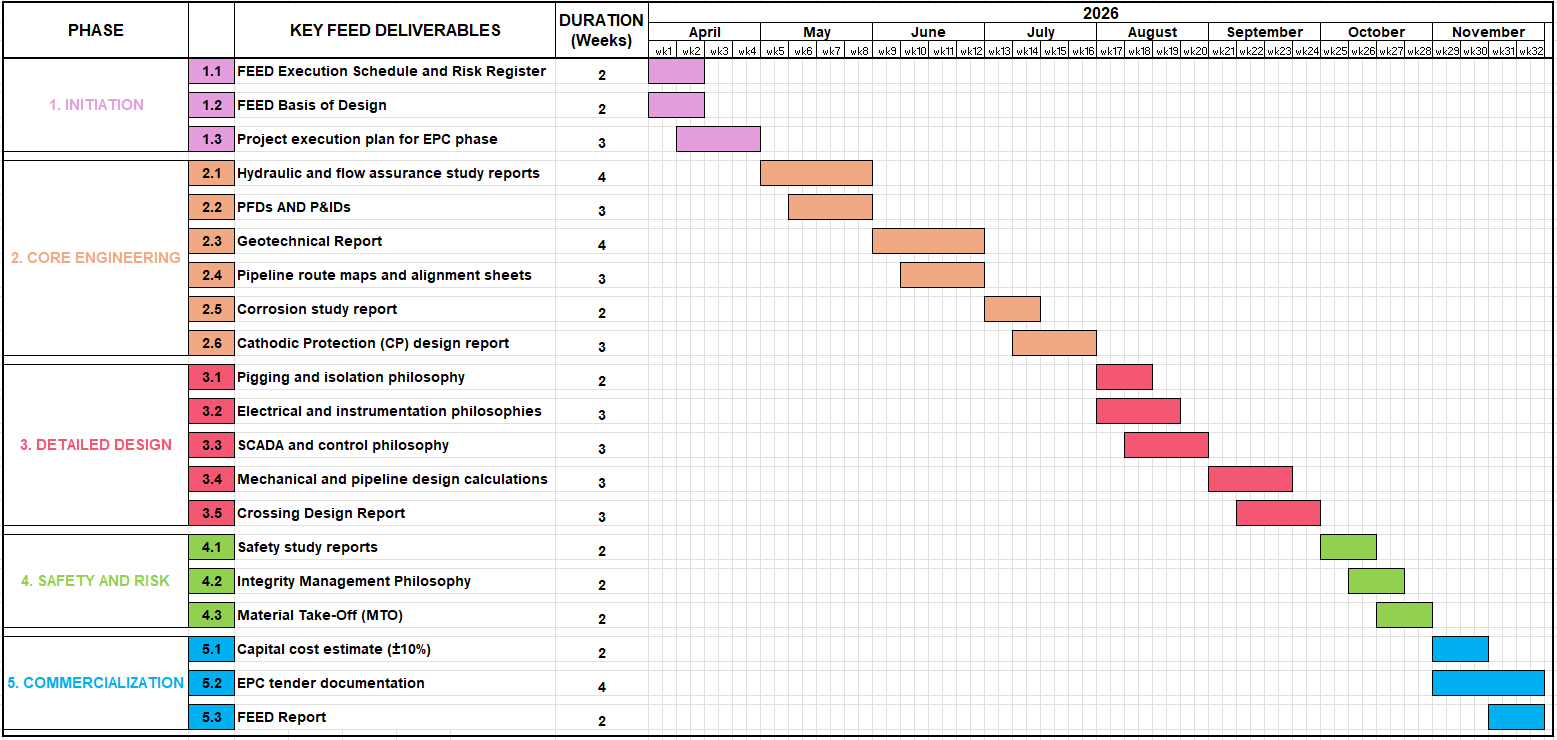 2026
PHASE KEY FEED DELIVERABLES DURATION
(Weeks)
April May June July August September October November
wk1 wk2 wk3 wk4 wk5 wk6 wk7 wk8 wk9 wk10 wk11 wk12 wk13 wk14 wk15 wk16 wk17 wk18 wk19 wk20 wk21 wk22 wk23 wk24 wk25 wk26 wk27 wk28 wk29 wk30 wk31 wk32
1. INITIATION
1.1 FEED Execution Schedule and Risk Register 2
1.2 FEED Basis of Design 2
1.3 Project execution plan for EPC phase 3
2. CORE ENGINEERING
2.1 Hydraulic and flow assurance study reports 4
2.2 PFDs AND P&IDs 3
2.3 Geotechnical Report 4
2.4 Pipeline route maps and alignment sheets 3
2.5 Corrosion study report 2
2.6 Cathodic Protection (CP) design report 3
3. DETAILED DESIGN
3.1 Pigging and isolation philosophy 2
3.2 Electrical and instrumentation philosophies 3
3.3 SCADA and control philosophy 3
3.4 Mechanical and pipeline design calculations 3
3.5 Crossing Design Report 3
4. SAFETY AND RISK
4.1 Safety study reports 2
4.2 Integrity Management Philosophy 2
4.3 Material Take-Off (MTO) 2
5. COMMERCIALIZATION
5.1 Capital cost estimate (±10%) 2
5.2 EPC tender documentation 4
5.3 FEED Report 2